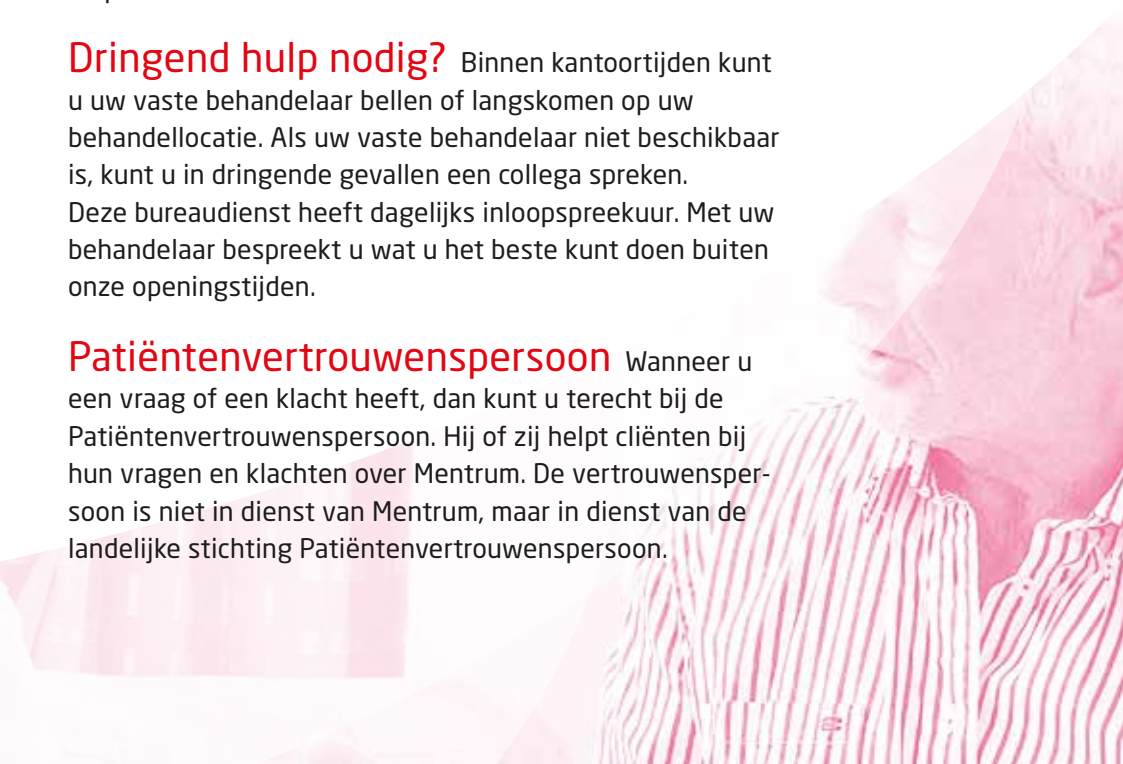 Dringend hulp nodig? Binnen kantoortijden kunt
u uw vaste behandelaar bellen of langskomen op uw
behandellocatie. Als uw vaste behandelaar niet beschikbaar
is, kunt u in dringende gevallen een collega spreken.
Deze bureaudienst heeft dagelijks inloopspreekuur. Met uw
behandelaar bespreekt u wat u het beste kunt doen buiten
onze openingstijden.
Patiëntenvertrouwenspersoon Wanneer u
een vraag of een klacht heeft, dan kunt u terecht bij de
Patiëntenvertrouwenspersoon. Hij of zij helpt cliënten bij
hun vragen en klachten over Mentrum. De vertrouwensper-
soon is niet in dienst van Mentrum, maar in dienst van de
landelijke stichting Patiëntenvertrouwenspersoon.